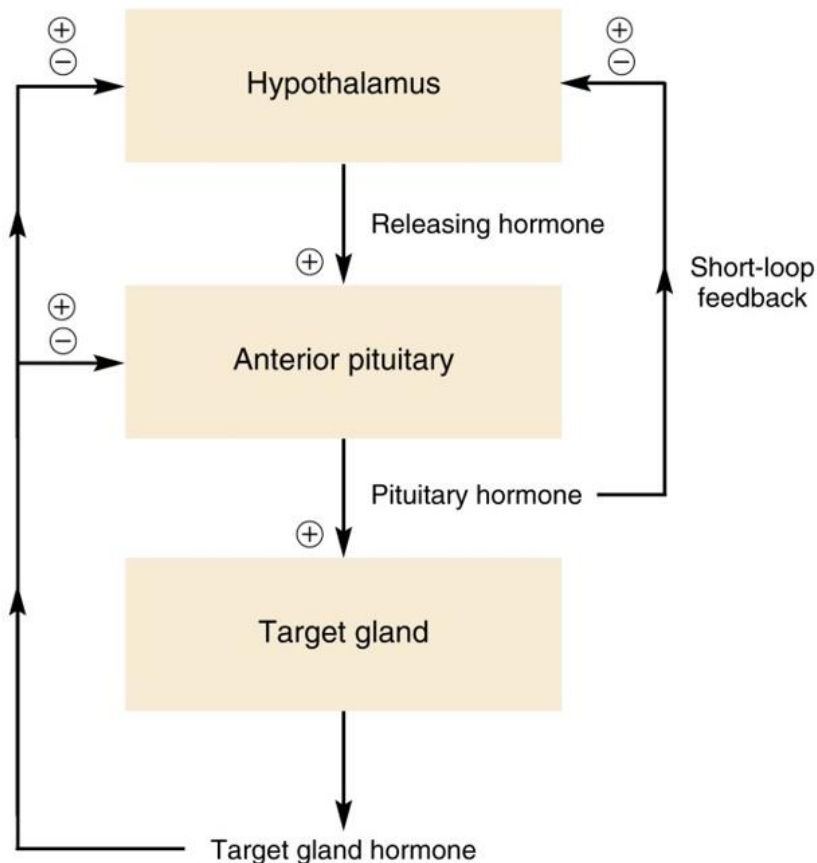 +
−
+
−
Hypothalamus
Releasing hormone
+
Short-loop
feedback
+
−
Anterior pituitary
Pituitary hormone
+
Target gland
Target gland hormone